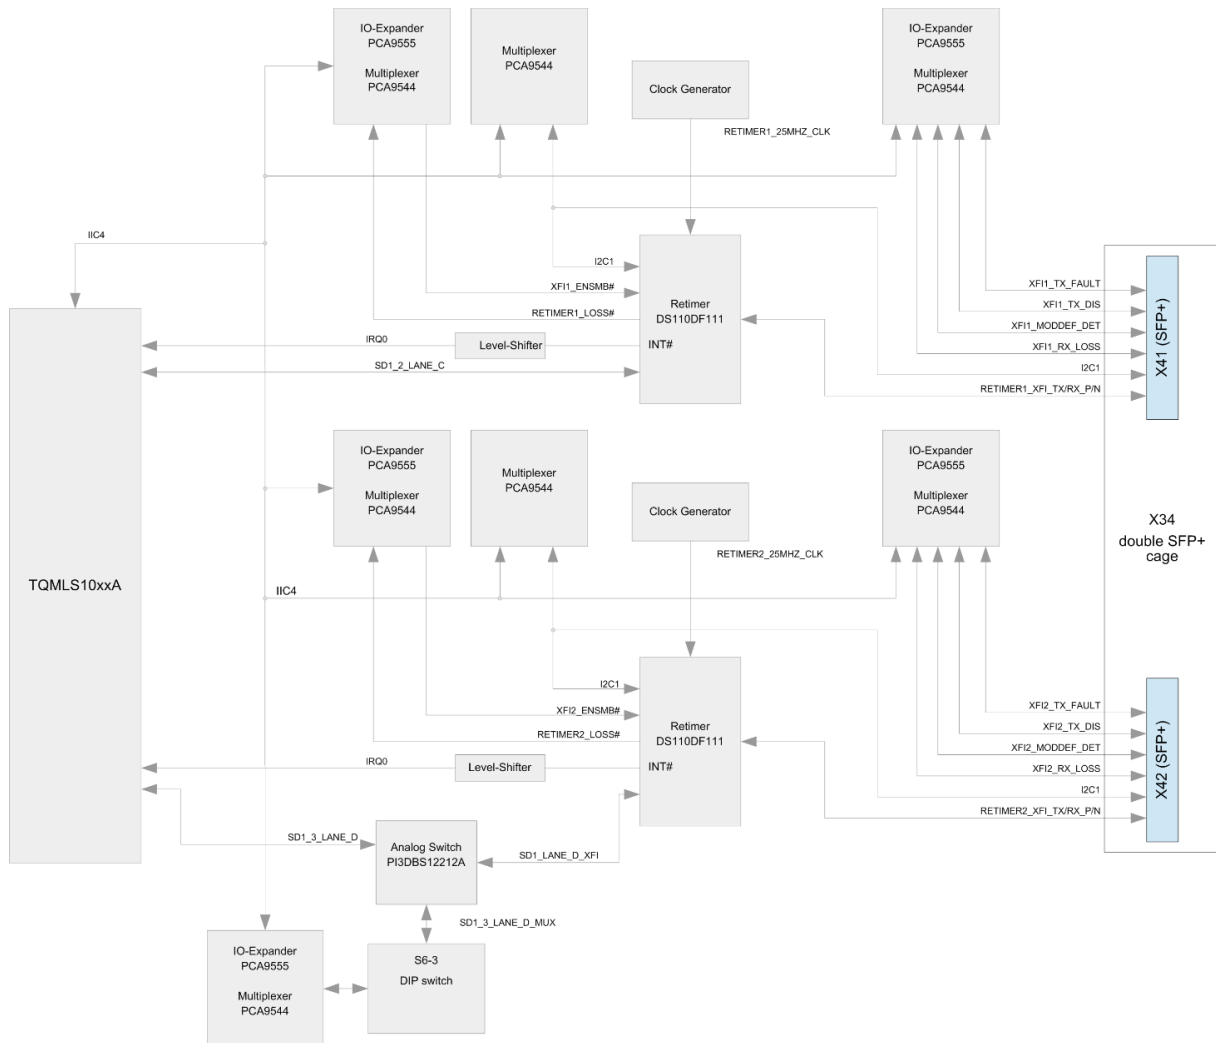 IO-Expander
PCA9555
Multiplexer
PCA9544
Multiplexer
PCA9544
Clock Generator
IO-Expander
PCA9555
Multiplexer
PCA9544
RETIMER1_25MHZ_CLK
IIC4
I2C1
XFI1_ENSMB#
RETIMER1_LOSS#
IRQ0
Level-Shifter
SD1_2_LANE_C
Retimer
DS110DF111
INT#
XFI1_TX_FAULT
XFI1_TX_DIS
XFI1_MODDEF_DET
XFI1_RX_LOSS
I2C1
RETIMER1_XFI_TX/RX_P/N
X41 (SFP+)
IO-Expander
PCA9555
Multiplexer
PCA9544
Multiplexer
PCA9544
Clock Generator
IO-Expander
PCA9555
Multiplexer
PCA9544
RETIMER2_25MHZ_CLK
X34
double SFP+
cage
TQMLS10xxA
IIC4
I2C1
XFI2_ENSMB#
RETIMER2_LOSS#
IRQ0
Level-Shifter
Retimer
DS110DF111
INT#
XFI2_TX_FAULT
XFI2_TX_DIS
XFI2_MODDEF_DET
XFI2_RX_LOSS
I2C1
RETIMER2_XFI_TX/RX_P/N
X42 (SFP+)
SD1_3_LANE_D
Analog Switch
PI3DBS12212A
SD1_LANE_D_XFI
SD1_3_LANE_D_MUX
IO-Expander
PCA9555
Multiplexer
PCA9544
S6-3
DIP switch